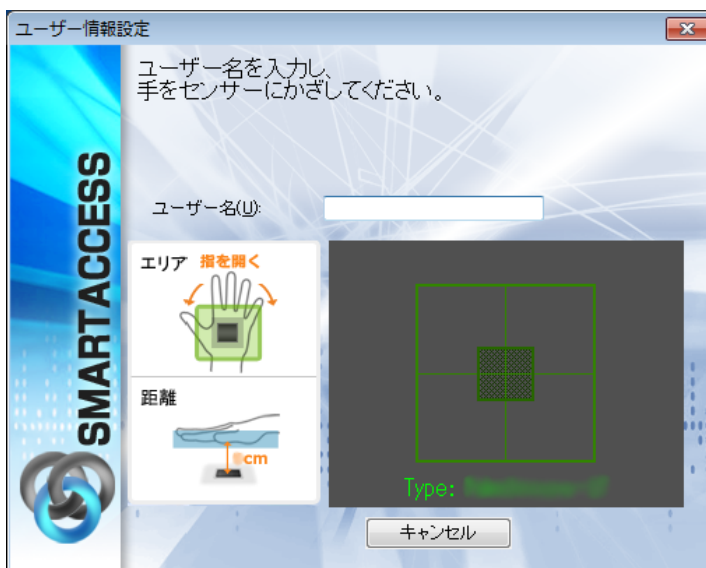 ユーザー情報設定
ユーザー名を入力し、
手をセンサーにかざしてください。
SMARTACCESS
ユーザー名(U):
エリア 指を開く
距離
cm
Type:
キャンセル